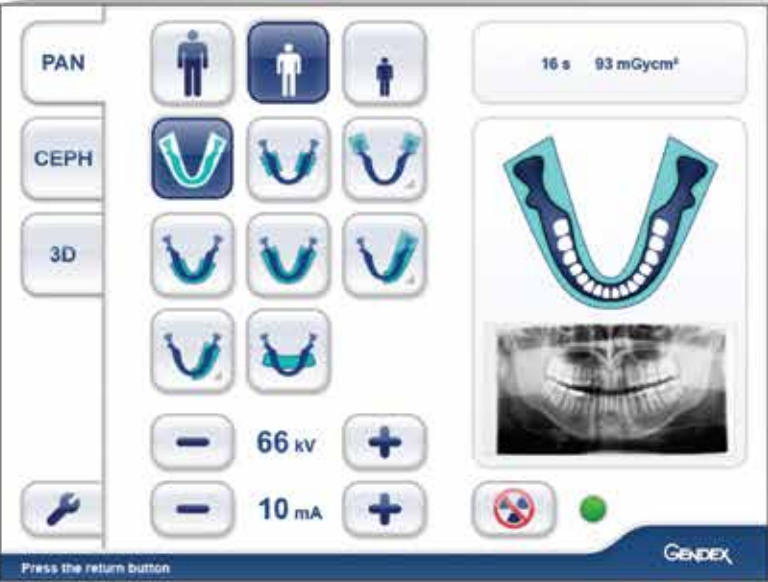 PAN
CEPH
3D
16 s 93 mGycm²
66 kV
10 mA
Press the return button
GENDEX